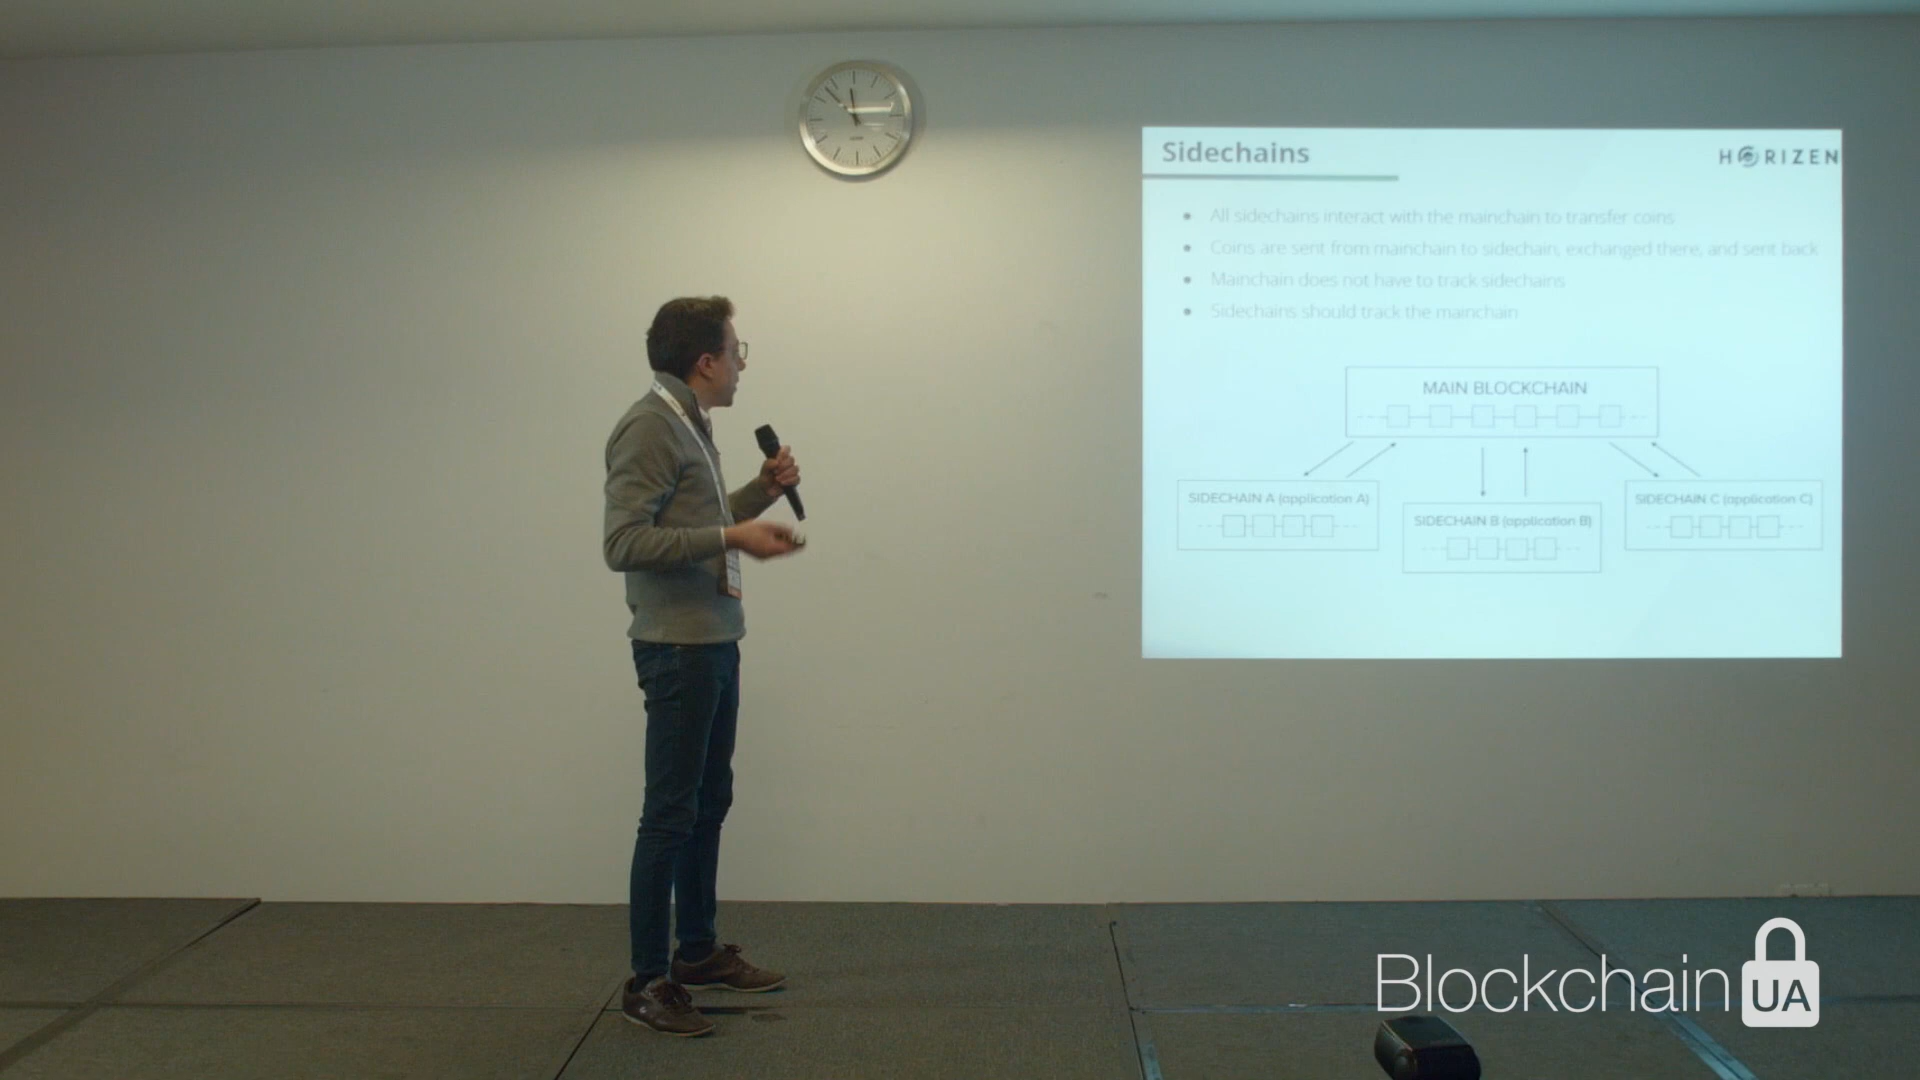 Sidechains
HORIZEN
All sidechains interact with the mainchain to transfer coins
Coins are sent from mainchain to sidechain, exchanged there, and sent back
Mainchain does not have to track sidechains
Sidechains should track the mainchain
MAIN BLOCKCHAIN
SIDECHAIN A (application A)
SIDECHAIN B (application B)
SIDECHAIN C (application C)
Blockchain UA